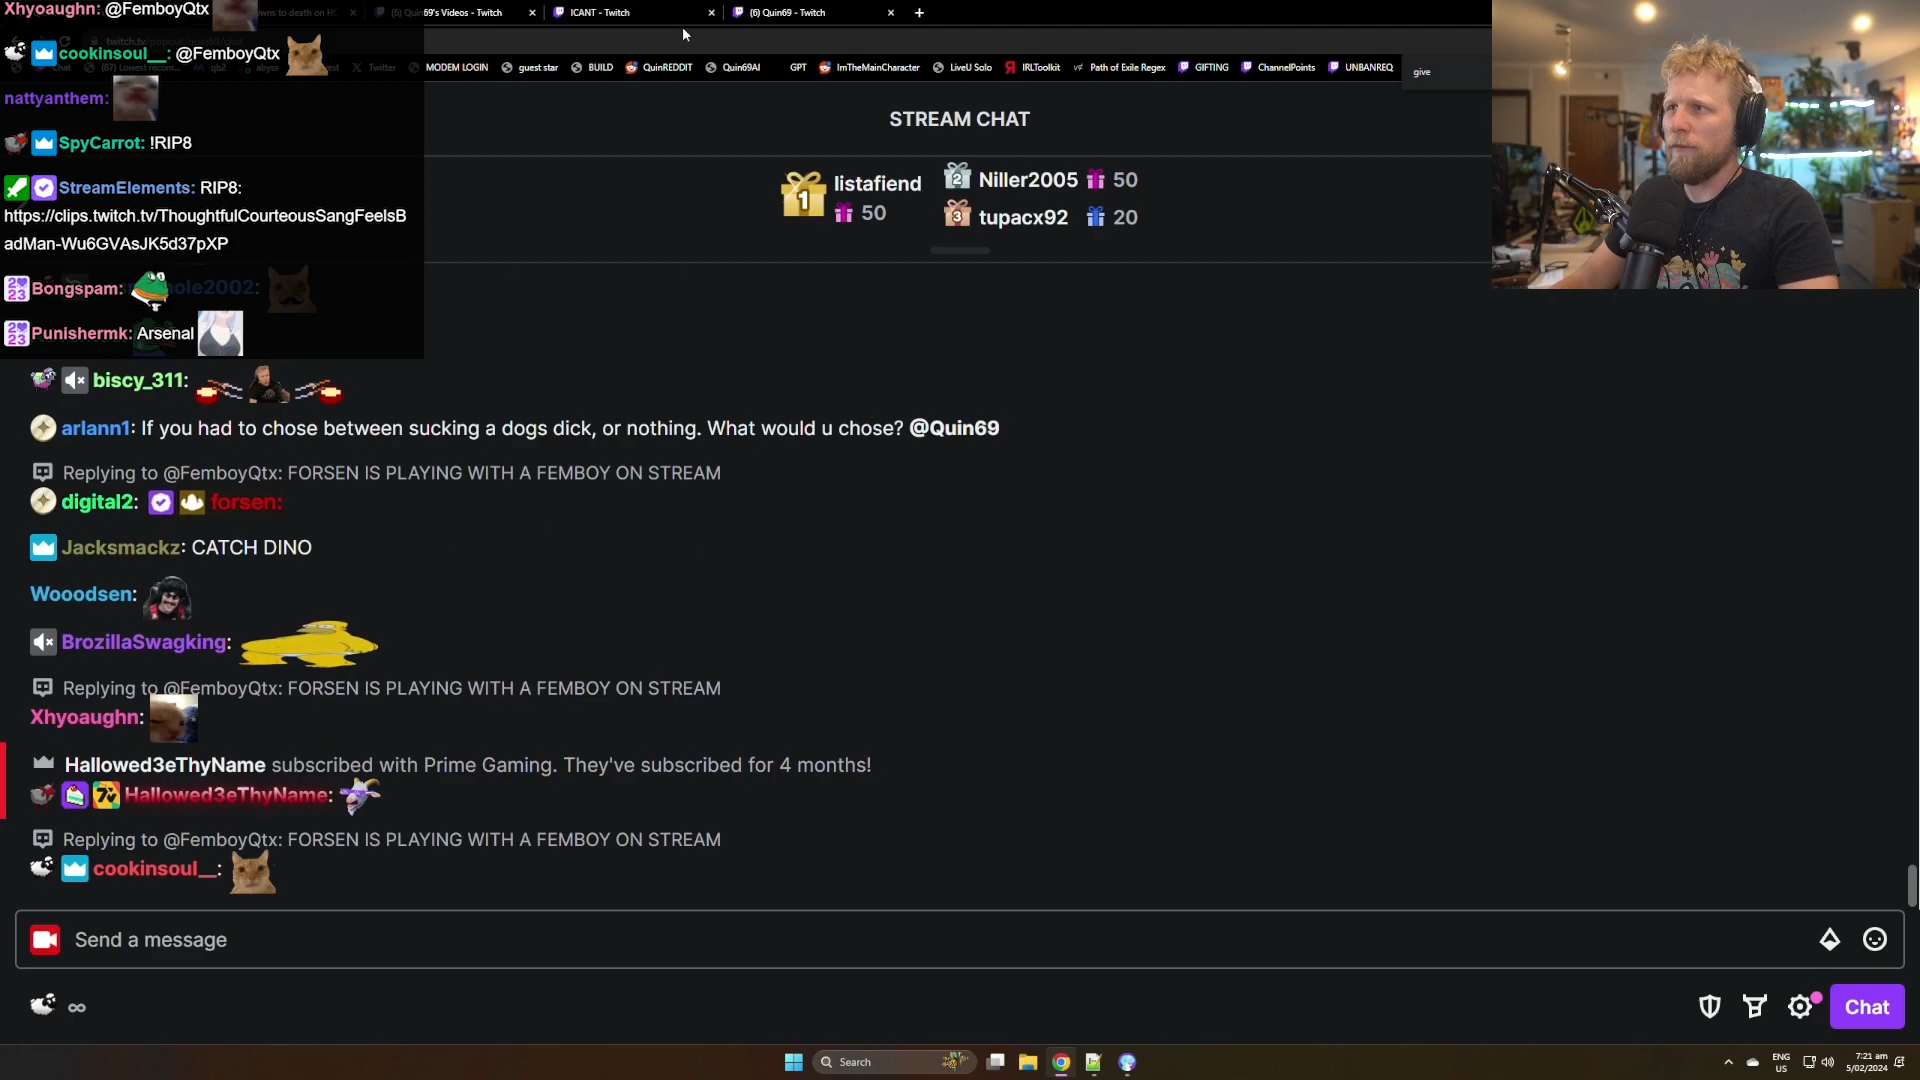 Xhyoaughn: @FemboyQtx
cookinsoul__: @FemboyQtx
nattyanthem:
SpyCarrot: !RIP8
StreamElements: RIP8:
https://clips.twitch.tv/ThoughtfulCourteousSangFeelsB
adMan-Wu6GVAsJK5d37pXP
Bongspam:
Punishermk: Arsenal
(6) Quin69's Videos - Twitch
ICANT - Twitch
(6) Quin69 - Twitch
Twitter
MODEM LOGIN
guest star
BUILD
QuinREDDIT
Quin69AI
GPT
ImTheMainCharacter
LiveU Solo
IRLToolkit
Path of Exile Regex
GIFTING
ChannelPoints
UNBANREQ
give
STREAM CHAT
1 listafiend 50
2 Niller2005 50
3 tupacx92 20
biscy_311:
arlann1: If you had to chose between sucking a dogs dick, or nothing. What would u chose? @Quin69
Replying to @FemboyQtx: FORSEN IS PLAYING WITH A FEMBOY ON STREAM
digital2: forsen:
Jacksmackz: CATCH DINO
Wooodsen:
BrozillaSwagking:
Replying to @FemboyQtx: FORSEN IS PLAYING WITH A FEMBOY ON STREAM
Xhyoaughn:
Hallowed3eThyName subscribed with Prime Gaming. They've subscribed for 4 months!
Hallowed3eThyName:
Replying to @FemboyQtx: FORSEN IS PLAYING WITH A FEMBOY ON STREAM
cookinsoul__:
Send a message
∞
Chat
Search
ENG
US
7:21 am
5/02/2024